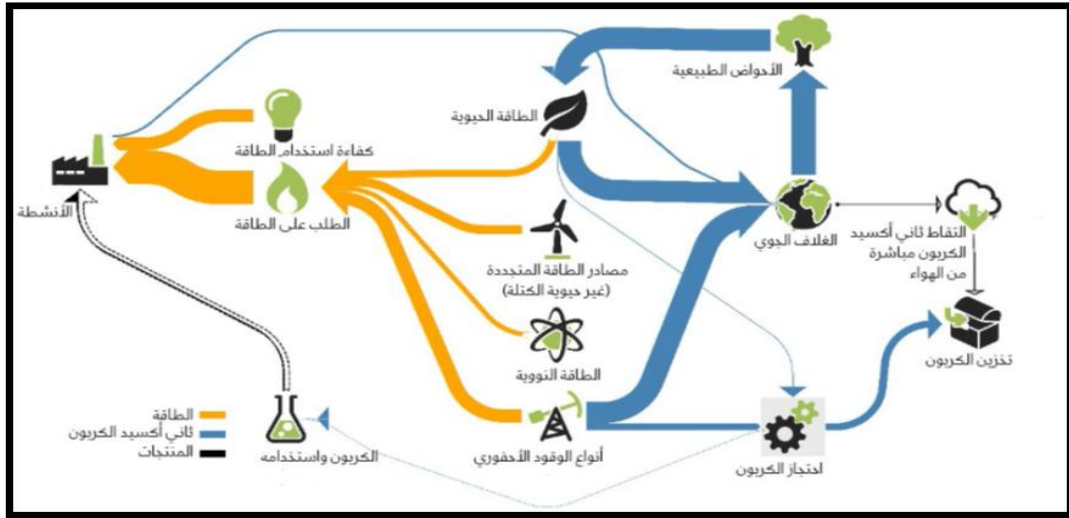 الأحواض الطبيعية
الطاقة الحيوية
كفاءة استخدام الطاقة
الطلب على الطاقة
الأنشطة
الغلاف الجوي
التقاط ثاني أكسيد
الكربون مباشرة
من الهواء
مصادر الطاقة المتجددة
(غير حيوية الكتلة)
تخزين الكربون
الطاقة النووية
الطاقة
ثاني أكسيد الكربون
المنتجات
الكربون واستخدامه
أنواع الوقود الأحفوري
احتجاز الكربون